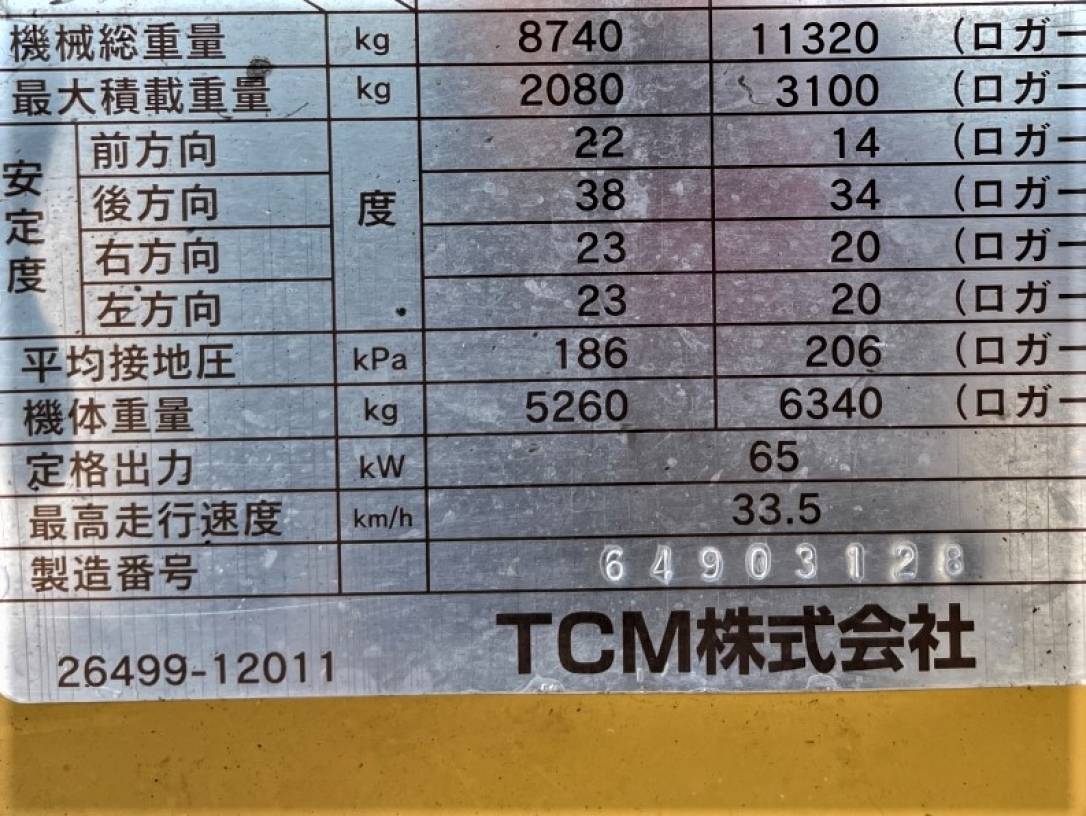 機械総重量 kg 8740 11320 (ロガー
最大積載重量 kg 2080 3100 (ロガー
安定度 前方向 度 22 14 (ロガー
後方向 38 34 (ロガー
右方向 23 20 (ロガー
左方向 23 20 (ロガー
平均接地圧 kPa 186 206 (ロガー
機体重量 kg 5260 6340 (ロガー
定格出力 kW 65
最高走行速度 km/h 33.5
製造番号 64903128
26499-12011 TCM株式会社